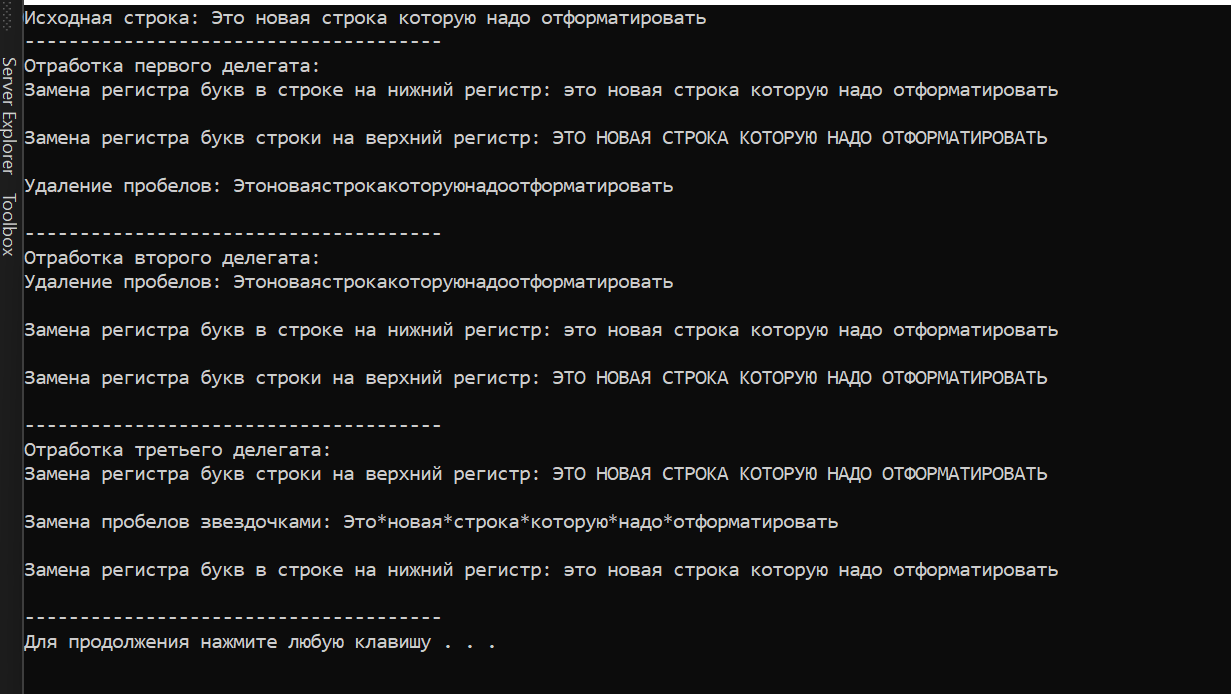 Server Explorer
Toolbox
Исходная строка: Это новая строка которую надо отформатировать
--------------------------------------
Отработка первого делегата:
Замена регистра букв в строке на нижний регистр: это новая строка которую надо отформатировать
Замена регистра букв строки на верхний регистр: ЭТО НОВАЯ СТРОКА КОТОРУЮ НАДО ОТФОРМАТИРОВАТЬ
Удаление пробелов: Этоноваястрокакоторуюнадоотформатировать
--------------------------------------
Отработка второго делегата:
Удаление пробелов: Этоноваястрокакоторуюнадоотформатировать
Замена регистра букв в строке на нижний регистр: это новая строка которую надо отформатировать
Замена регистра букв строки на верхний регистр: ЭТО НОВАЯ СТРОКА КОТОРУЮ НАДО ОТФОРМАТИРОВАТЬ
--------------------------------------
Отработка третьего делегата:
Замена регистра букв строки на верхний регистр: ЭТО НОВАЯ СТРОКА КОТОРУЮ НАДО ОТФОРМАТИРОВАТЬ
Замена пробелов звездочками: Это*новая*строка*которую*надо*отформатировать
Замена регистра букв в строке на нижний регистр: это новая строка которую надо отформатировать
--------------------------------------
Для продолжения нажмите любую клавишу . . .